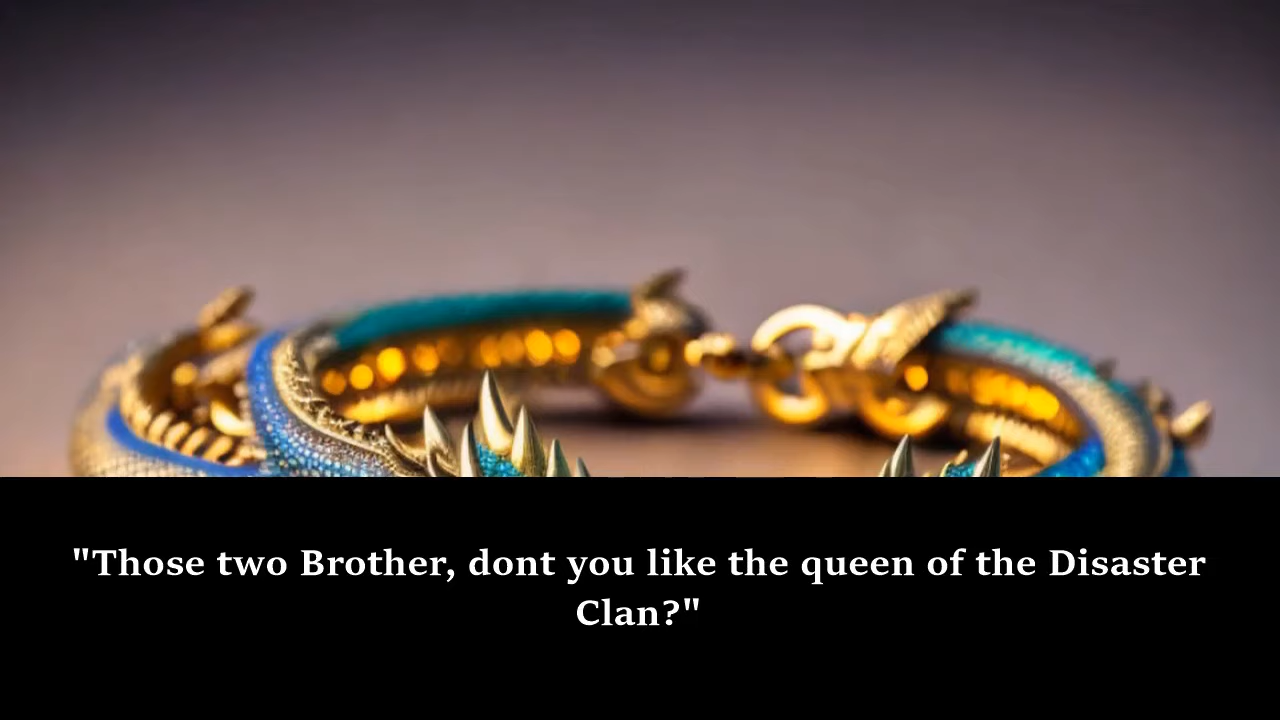 "Those two Brother, dont you like the queen of the Disaster
Clan?"